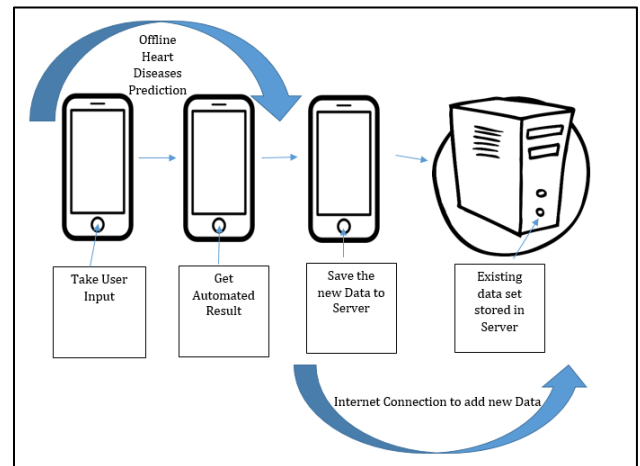 Offline
Heart
Diseases
Prediction
Take User
Input
Get
Automated
Result
Save the
new Data to
Server
Existing
data set
stored in
Server
Internet Connection to add new Data